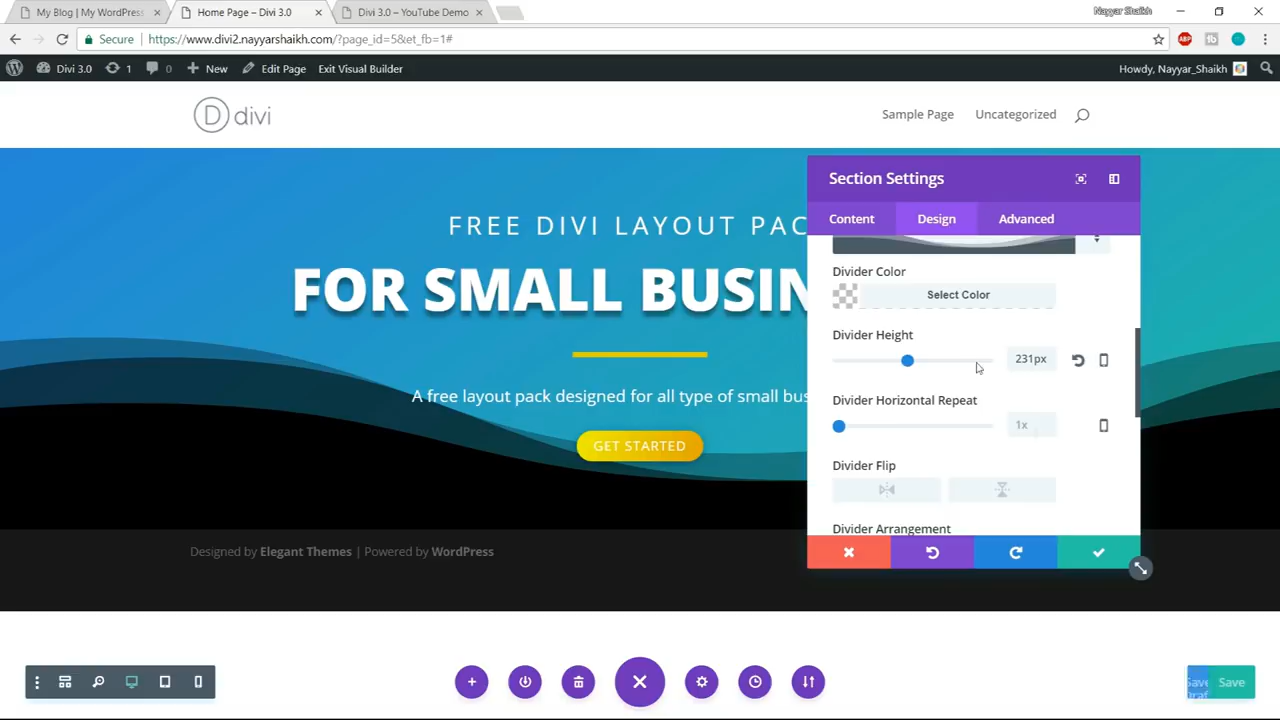 My Blog | My WordPress
Home Page – Divi 3.0
Divi 3.0 – YouTube Demo
Nayyar Shaikh
Secure
https://www.divi2.nayyarshaikh.com/?page_id=5&et_fb=1#
ABP
Divi 3.0
1
0
New
Edit Page
Exit Visual Builder
Howdy, Nayyar_Shaikh
D divi
Sample Page
Uncategorized
FREE DIVI LAYOUT PAC
FOR SMALL BUSIN
A free layout pack designed for all type of small bus
GET STARTED
Section Settings
Content
Design
Advanced
Divider Color
Select Color
Divider Height
231px
Divider Horizontal Repeat
1x
Divider Flip
Divider Arrangement
Designed by Elegant Themes | Powered by WordPress
Save Draft
Save